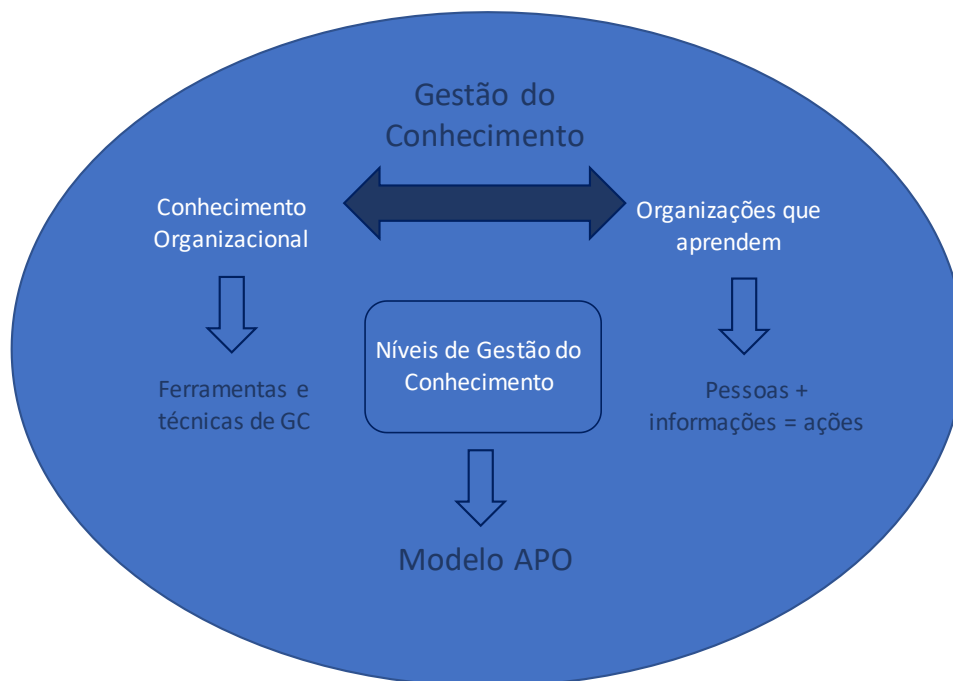 Gestão do
Conhecimento
Conhecimento
Organizacional
Organizações que
aprendem
Níveis de Gestão do
Conhecimento
Ferramentas e
técnicas de GC
Pessoas +
informações = ações
Modelo APO